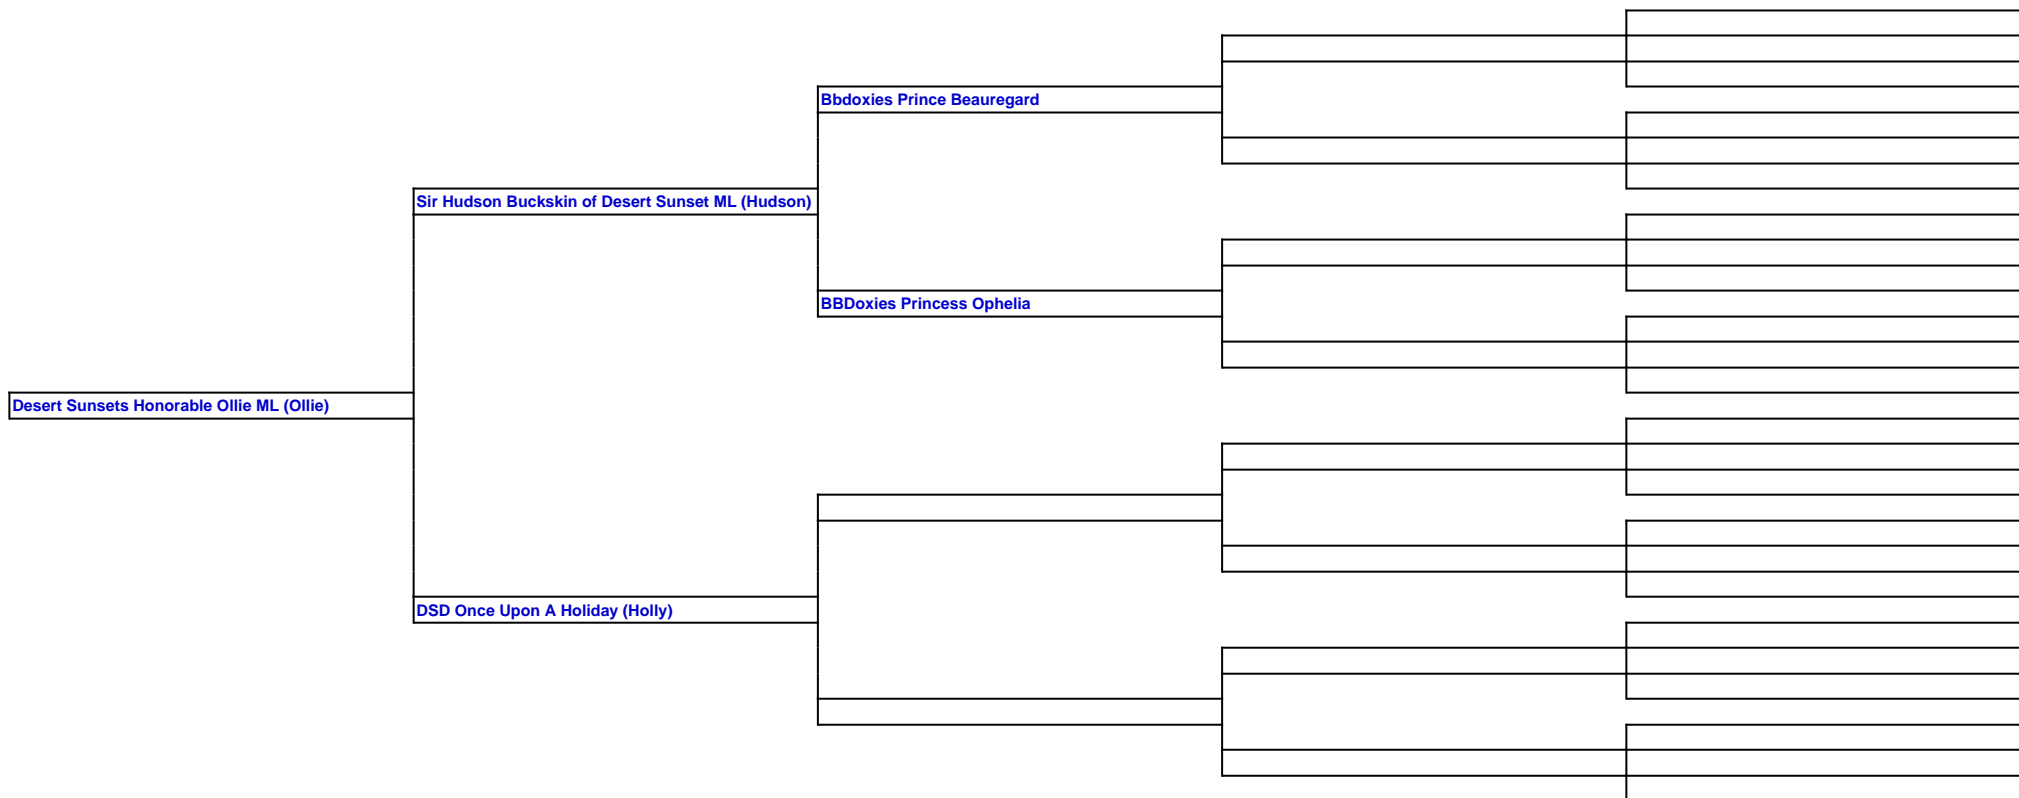 Bbdoxies Prince Beauregard
Sir Hudson Buckskin of Desert Sunset ML (Hudson)
BBDoxies Princess Ophelia
Desert Sunsets Honorable Ollie ML (Ollie)
DSD Once Upon A Holiday (Holly)